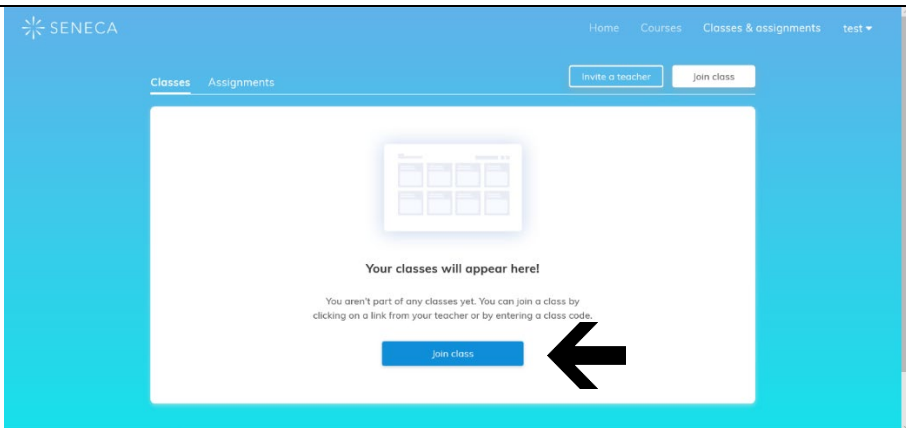 SENECA
Home Courses Classes & assignments test
Classes Assignments Invite a teacher Join class
Your classes will appear here!
You aren't part of any classes yet. You can join a class by
clicking on a link from your teacher or by entering a class code.
Join class